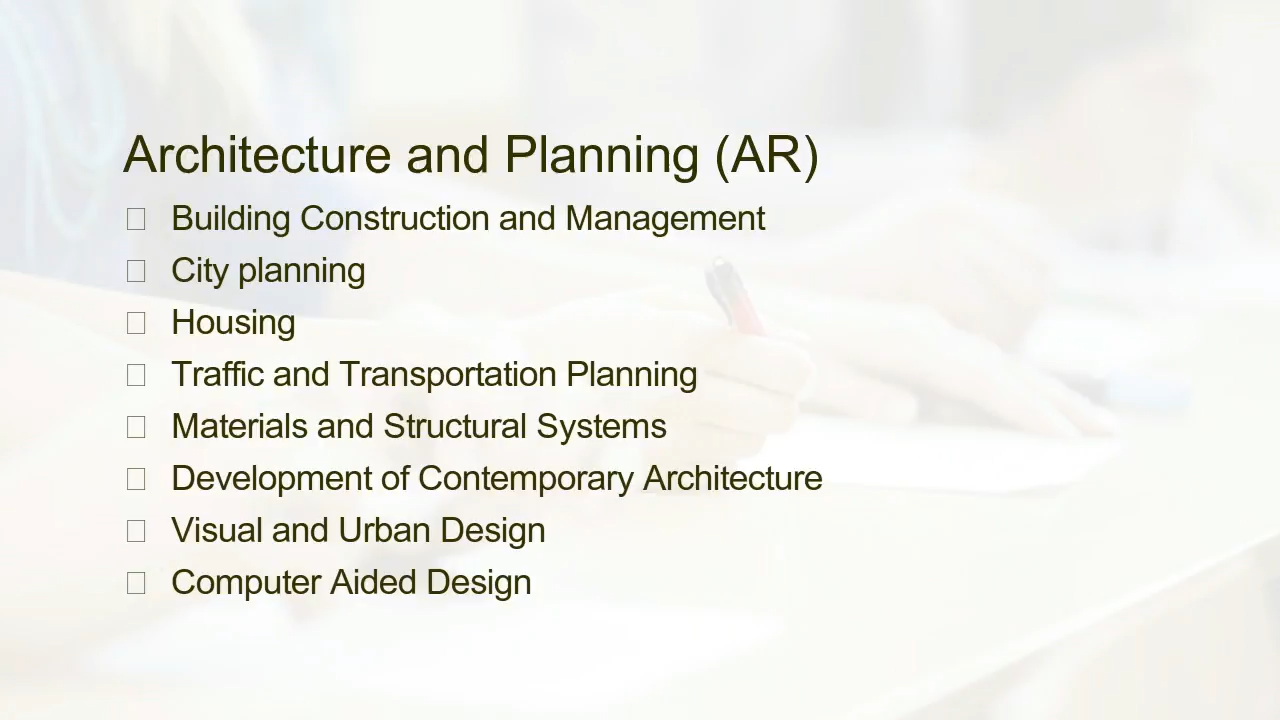 Architecture and Planning (AR)
Building Construction and Management
City planning
Housing
Traffic and Transportation Planning
Materials and Structural Systems
Development of Contemporary Architecture
Visual and Urban Design
Computer Aided Design